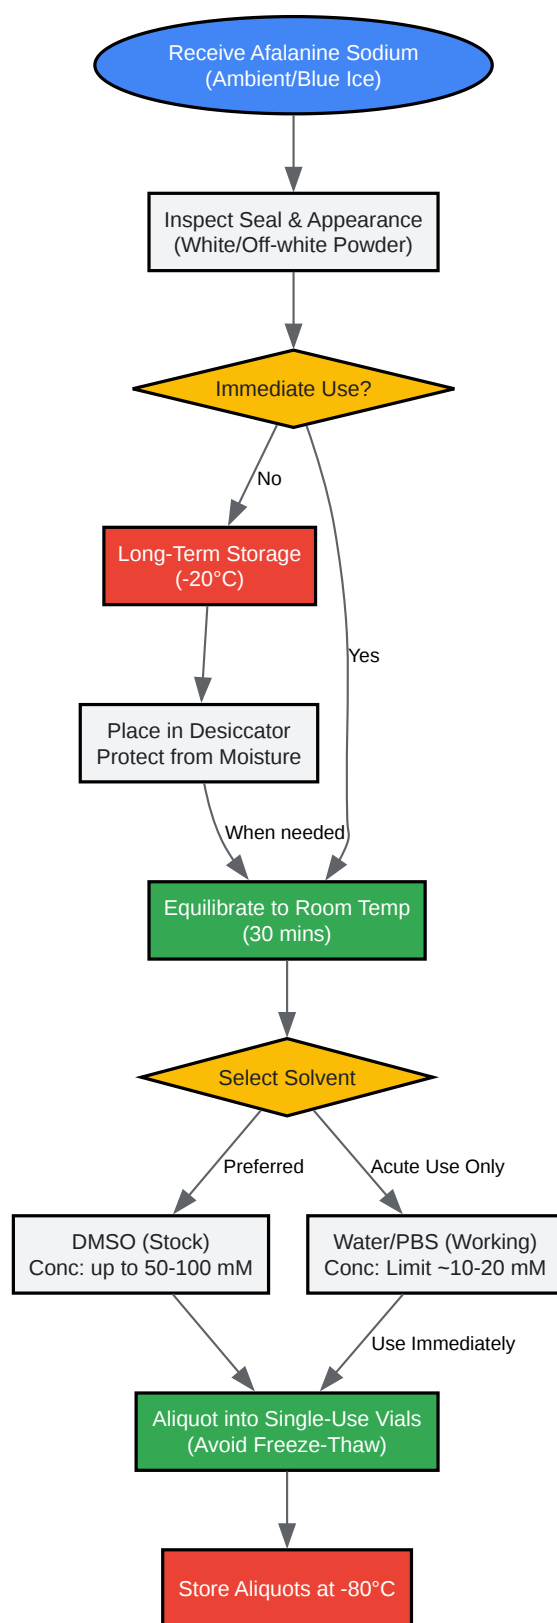 Receive Afalanine Sodium
(Ambient/Blue Ice)
Inspect Seal & Appearance
(White/Off-white Powder)
Immediate Use?
No
Long-Term Storage
(-20°C)
Yes
Place in Desiccator
Protect from Moisture
When needed
Equilibrate to Room Temp
(30 mins)
Select Solvent
Preferred
Acute Use Only
DMSO (Stock)
Conc: up to 50-100 mM
Water/PBS (Working)
Conc: Limit ~10-20 mM
Use Immediately
Aliquot into Single-Use Vials
(Avoid Freeze-Thaw)
Store Aliquots at -80°C